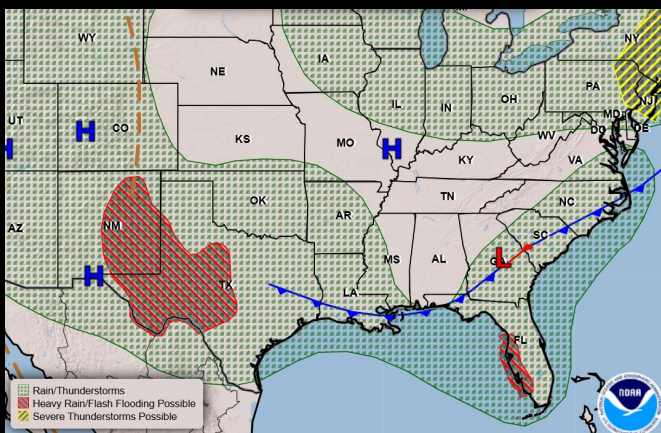 WY
NE
IA
NY
PA
OH
IN
IL
NJ
MD
DE
DC
UT
CO
H
H
H
KS
MO
WV
VA
KY
TN
NC
AZ
NM
OK
AR
SC
MS
AL
L
H
TX
LA
FL
Rain/Thunderstorms
Heavy Rain/Flash Flooding Possible
Severe Thunderstorms Possible
NOAA